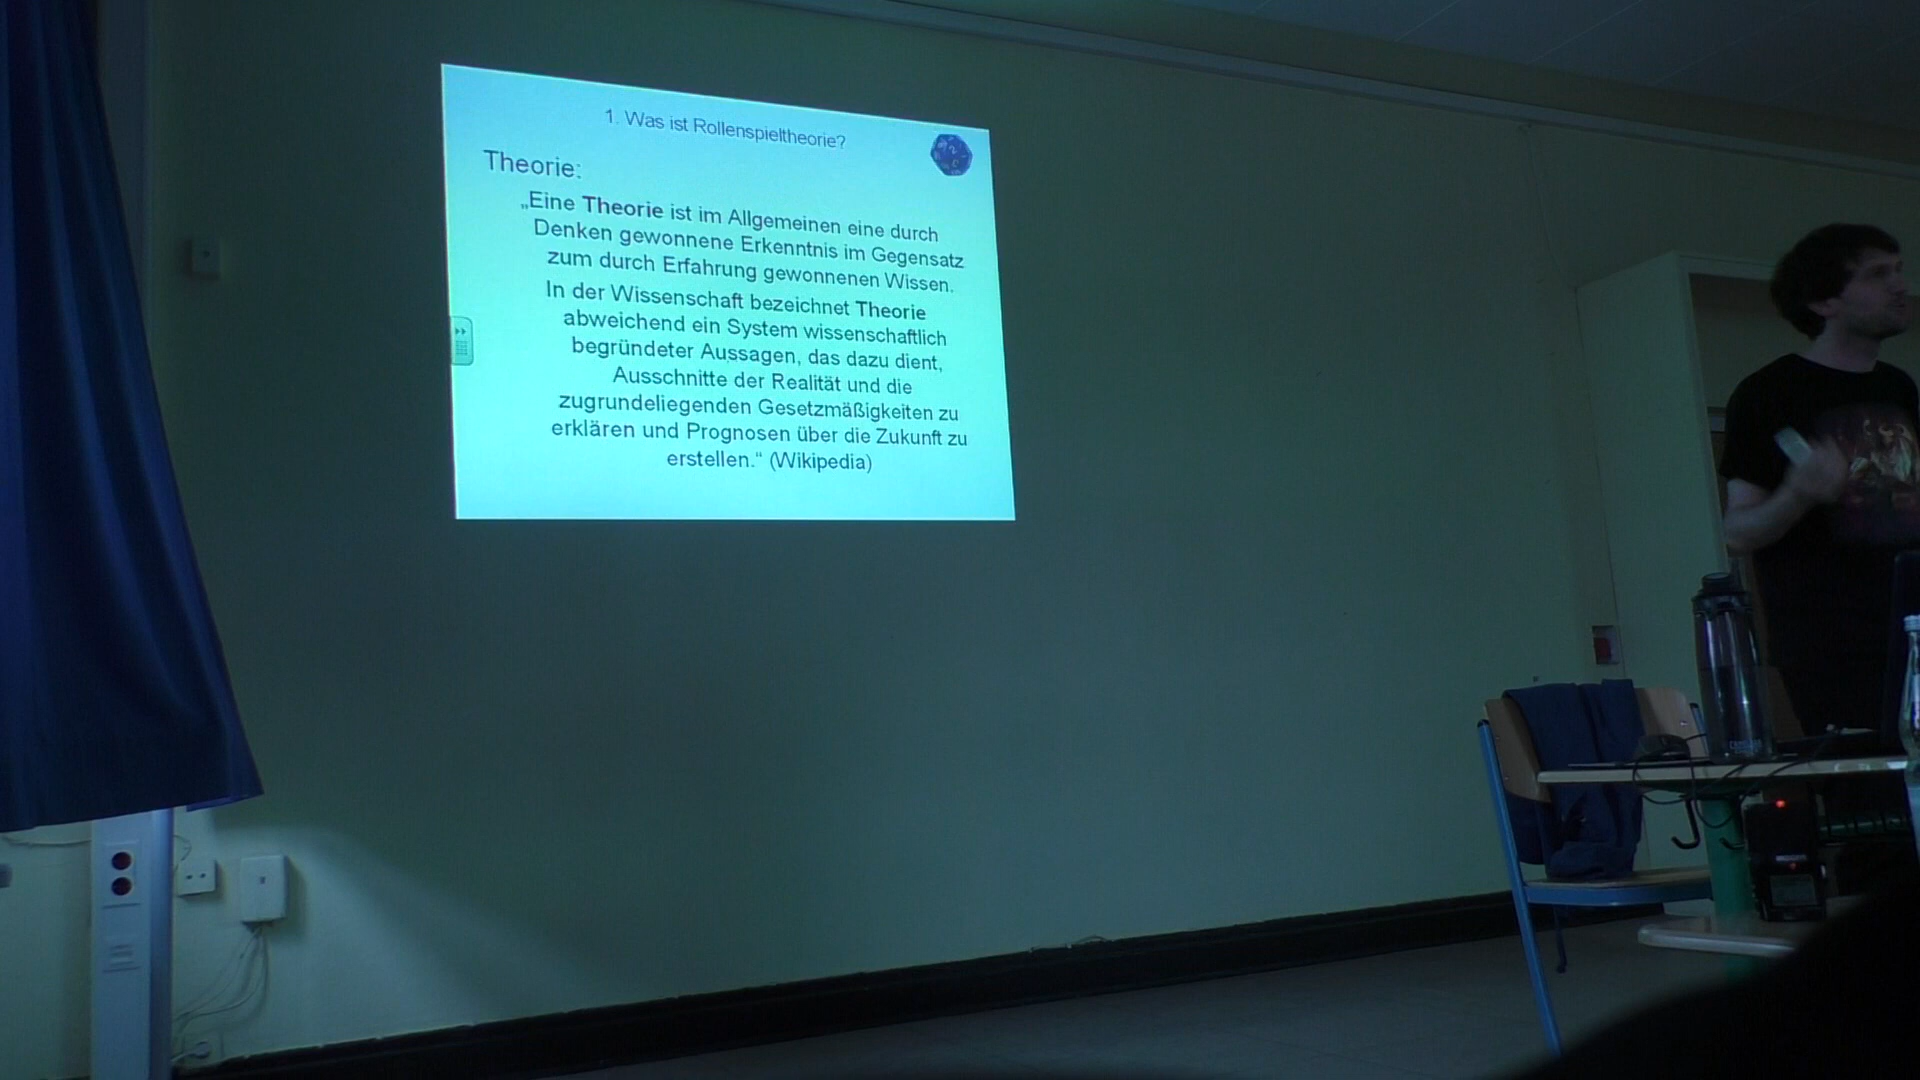 1. Was ist Rollenspieltheorie?
Theorie:
„Eine Theorie ist im Allgemeinen eine durch
Denken gewonnene Erkenntnis im Gegensatz
zum durch Erfahrung gewonnenen Wissen.
In der Wissenschaft bezeichnet Theorie
abweichend ein System wissenschaftlich
begründeter Aussagen, das dazu dient,
Ausschnitte der Realität und die
zugrundeliegenden Gesetzmäßigkeiten zu
erklären und Prognosen über die Zukunft zu
erstellen.“ (Wikipedia)